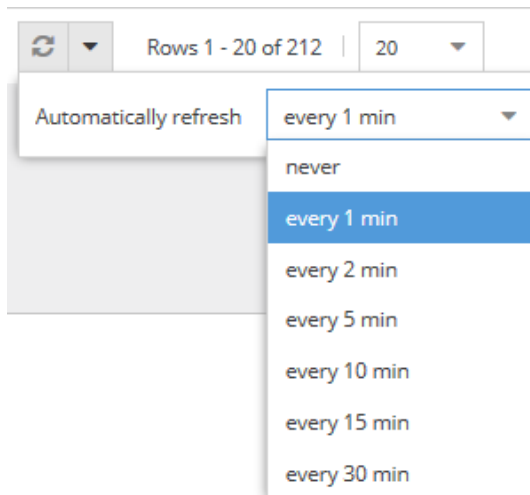 Rows 1 - 20 of 212 | 20
Automatically refresh every 1 min
never
every 1 min
every 2 min
every 5 min
every 10 min
every 15 min
every 30 min